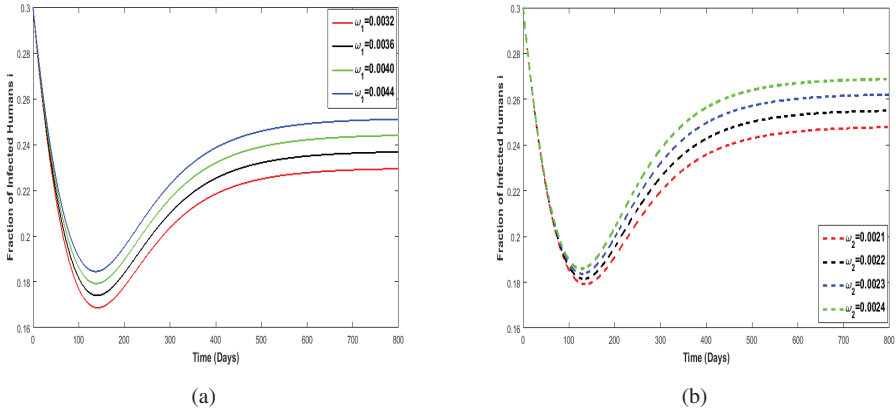 0.3
0.28
0.26
0.24
0.22
0.2
0.18
0.16
Fraction of Infected Humans i
0 100 200 300 400 500 600 700 800
Time (Days)
ω1=0.0032
ω1=0.0036
ω1=0.0040
ω1=0.0044
(a)
0.3
0.28
0.26
0.24
0.22
0.2
0.18
0.16
Fraction of Infected Humans i
0 100 200 300 400 500 600 700 800
Time (Days)
ω2=0.0021
ω2=0.0022
ω2=0.0023
ω2=0.0024
(b)